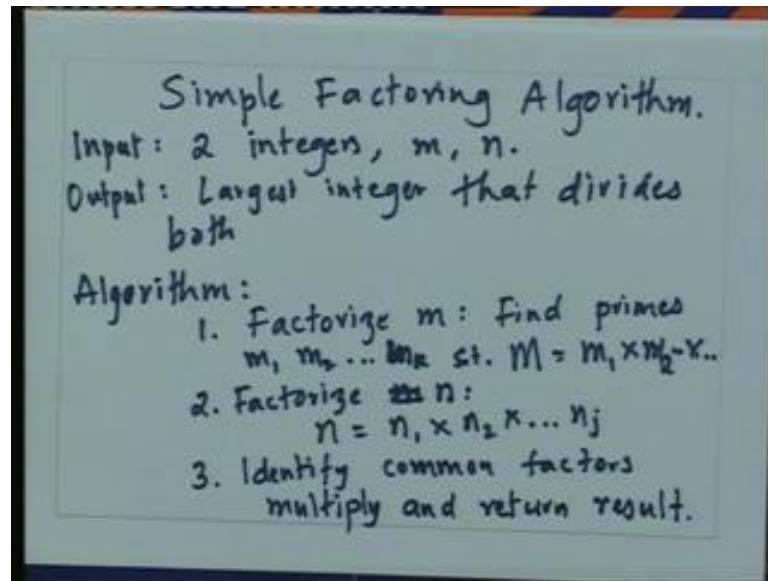 Simple Factoring Algorithm.
Input : 2 integers, m, n.
Output : Largest integer that divides
both
Algorithm :
1. Factorize m : Find primes
m₁ m₂ ... mₖ st. M = m₁ × m₂ - × ..
2. Factorize n :
n = n₁ × n₂ × ... nⱼ
3. Identify common factors
multiply and return result.